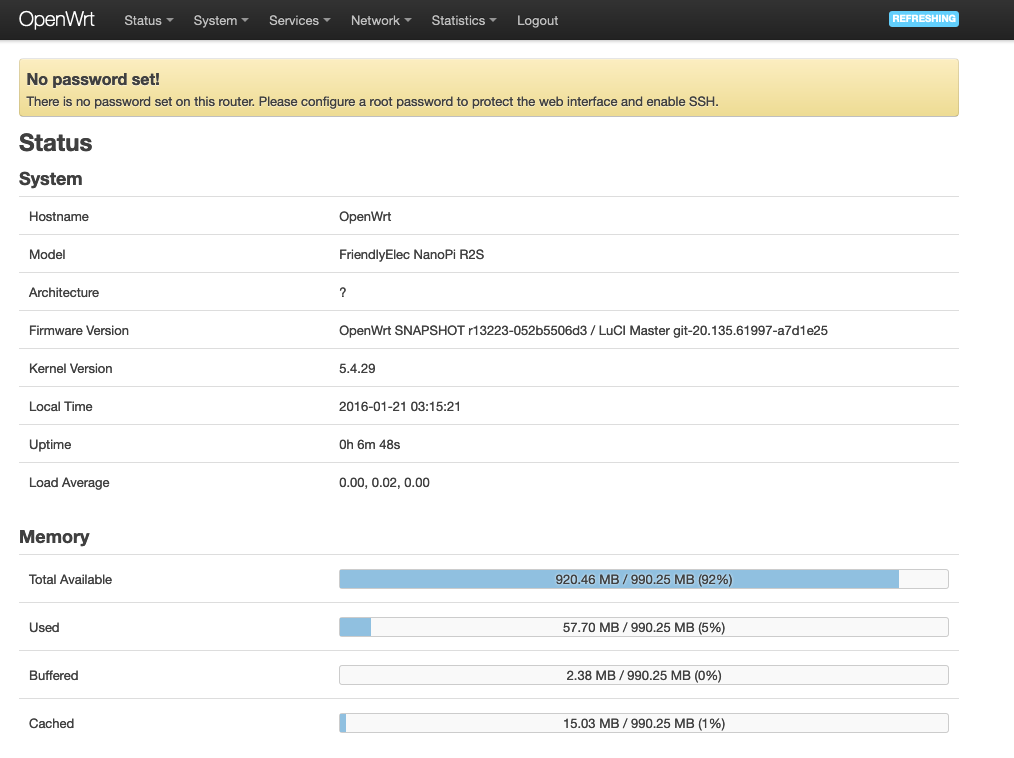 OpenWrt Status System Services Network Statistics Logout REFRESHING
No password set!
There is no password set on this router. Please configure a root password to protect the web interface and enable SSH.
Status
System
Hostname OpenWrt
Model FriendlyElec NanoPi R2S
Architecture ?
Firmware Version OpenWrt SNAPSHOT r13223-052b5506d3 / LuCI Master git-20.135.61997-a7d1e25
Kernel Version 5.4.29
Local Time 2016-01-21 03:15:21
Uptime 0h 6m 48s
Load Average 0.00, 0.02, 0.00
Memory
Total Available 920.46 MB / 990.25 MB (92%)
Used 57.70 MB / 990.25 MB (5%)
Buffered 2.38 MB / 990.25 MB (0%)
Cached 15.03 MB / 990.25 MB (1%)